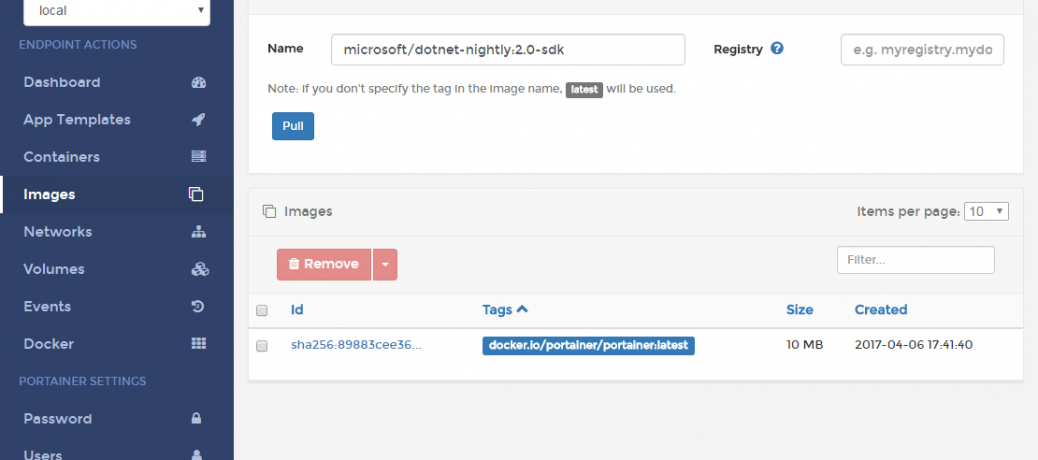 local
ENDPOINT ACTIONS
Dashboard
App Templates
Containers
Images
Networks
Volumes
Events
Docker
PORTAINER SETTINGS
Password
Users
Name microsoft/dotnet-nightly:2.0-sdk Registry e.g. myregistry.mydo
Note: if you don't specify the tag in the image name, latest will be used.
Pull
Images Items per page: 10
Remove Filter...
Id Tags Size Created
sha256:89883cee36... docker.io/portainer/portainer:latest 10 MB 2017-04-06 17:41:40